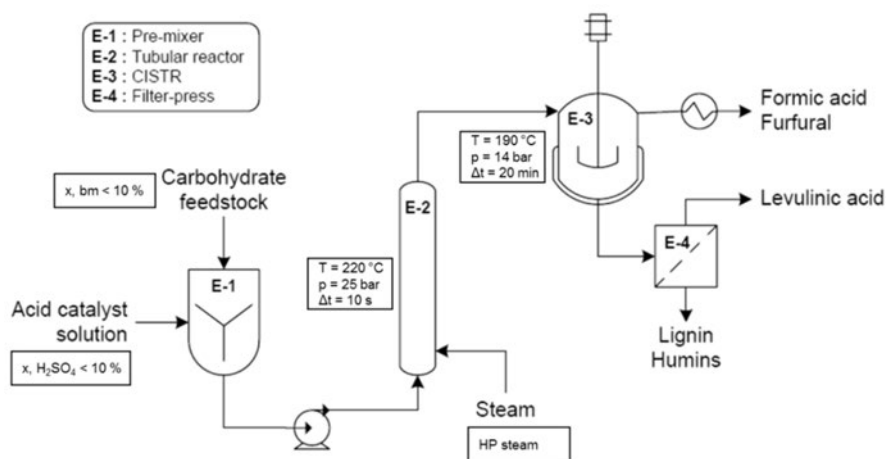 E-1 : Pre-mixer
E-2 : Tubular reactor
E-3 : CISTR
E-4 : Filter-press
E-3
Formic acid
Furfural
T = 190 °C
p = 14 bar
Δt = 20 min
x, bm < 10 %
Carbohydrate
feedstock
E-2
Levulinic acid
E-4
T = 220 °C
p = 25 bar
Δt = 10 s
E-1
Acid catalyst
solution
x, H₂SO₄ < 10 %
Lignin
Humins
Steam
HP steam